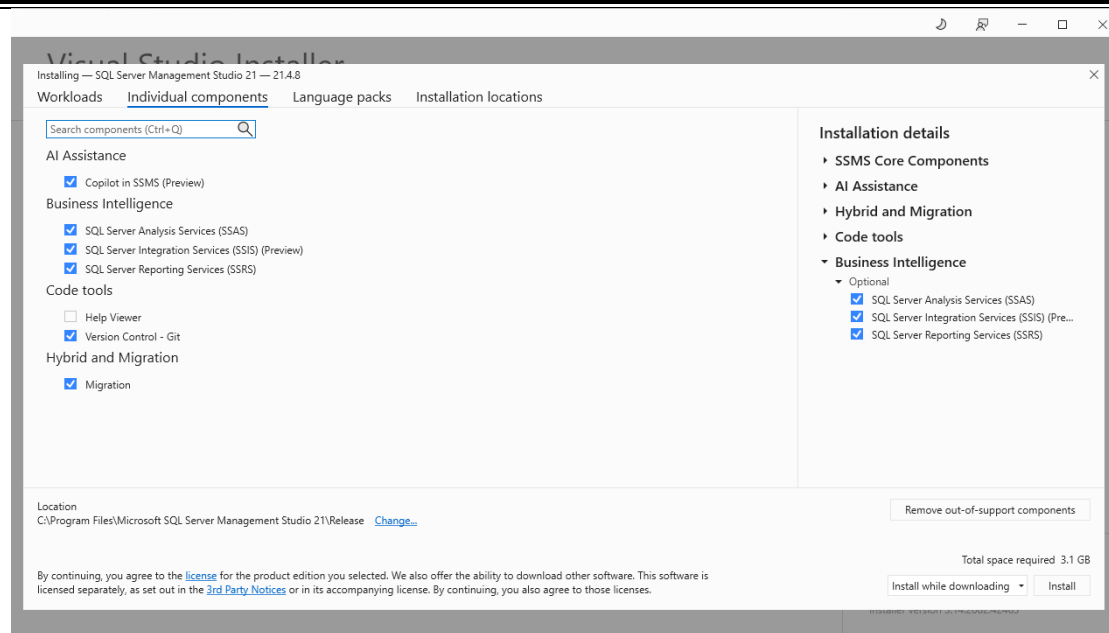 Visual Studio Installer
Installing — SQL Server Management Studio 21 — 21.4.8
Workloads Individual components Language packs Installation locations
Search components (Ctrl+Q)
AI Assistance
Copilot in SSMS (Preview)
Business Intelligence
SQL Server Analysis Services (SSAS)
SQL Server Integration Services (SSIS) (Preview)
SQL Server Reporting Services (SSRS)
Code tools
Help Viewer
Version Control - Git
Hybrid and Migration
Migration
Installation details
SSMS Core Components
AI Assistance
Hybrid and Migration
Code tools
Business Intelligence
Optional
SQL Server Analysis Services (SSAS)
SQL Server Integration Services (SSIS) (Pre...
SQL Server Reporting Services (SSRS)
Location
C:\Program Files\Microsoft SQL Server Management Studio 21\Release Change...
Remove out-of-support components
Total space required 3.1 GB
By continuing, you agree to the license for the product edition you selected. We also offer the ability to download other software. This software is
licensed separately, as set out in the 3rd Party Notices or in its accompanying license. By continuing, you also agree to those licenses.
Install while downloading Install